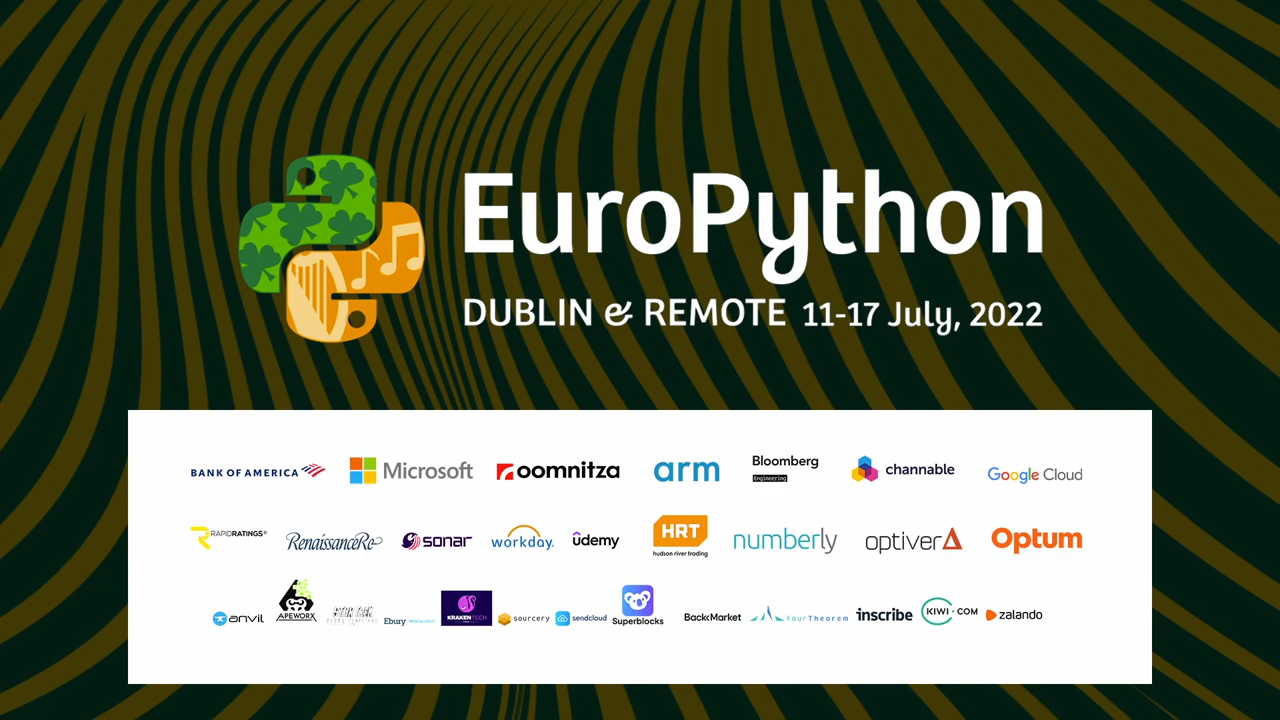 EuroPython
DUBLIN & REMOTE 11-17 July, 2022
BANK OF AMERICA Microsoft oomnitza arm Bloomberg Engineering channable Google Cloud
RAPIDRATINGS® RenaissanceRe sonar workday. ûdemy HRT hudson river trading numberly optiver Optum
anvil APEWORX Ebury KRAKENTECH sourcery sendcloud Superblocks BackMarket fourTheorem inscribe KIWI.COM zalando